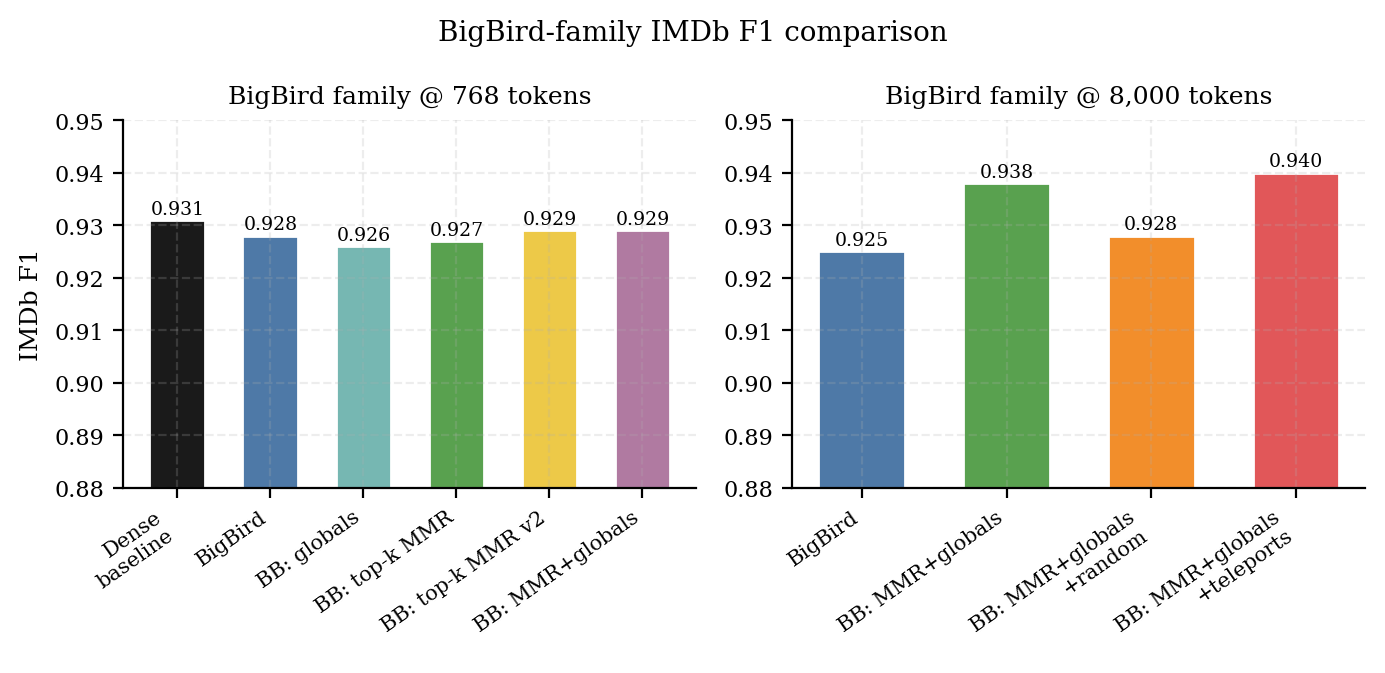 BigBird-family IMDb F1 comparison
BigBird family @ 768 tokens
IMDb F1
0.95
0.94
0.93
0.92
0.91
0.90
0.89
0.88
0.931
0.928
0.926
0.927
0.929
0.929
Dense
baseline
BigBird
BB: globals
BB: top-k MMR
BB: top-k MMR v2
BB: MMR+globals
BigBird family @ 8,000 tokens
0.95
0.94
0.93
0.92
0.91
0.90
0.89
0.88
0.925
0.938
0.928
0.940
BigBird
BB: MMR+globals
BB: MMR+globals
+random
BB: MMR+globals
+teleports